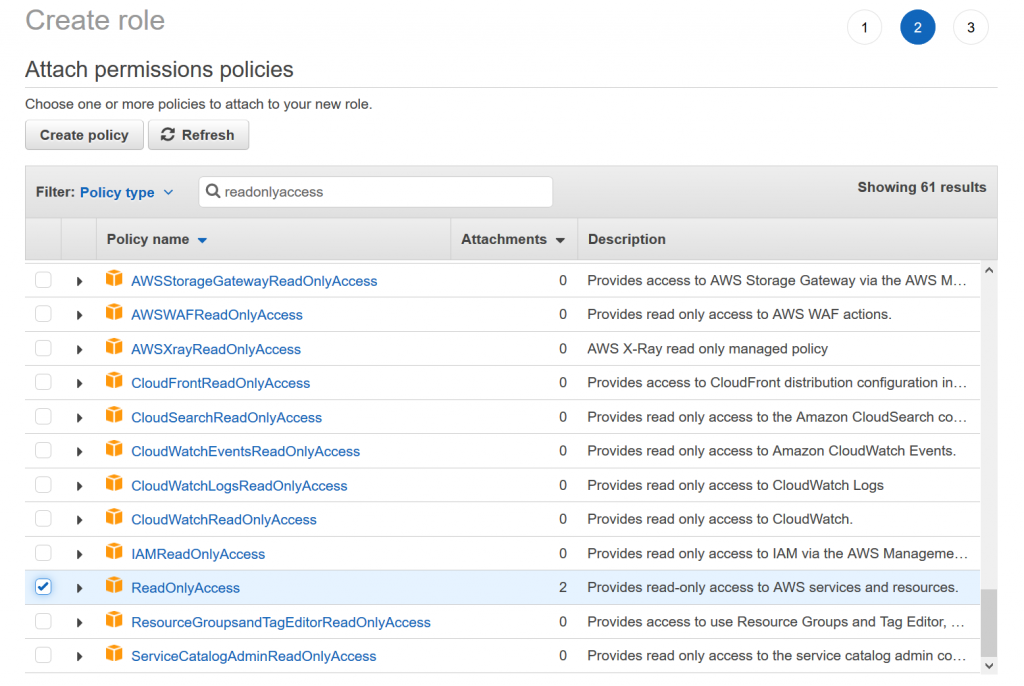 Create role
1 2 3
Attach permissions policies
Choose one or more policies to attach to your new role.
Create policy Refresh
Filter: Policy type readonlyaccess Showing 61 results
Policy name Attachments Description
AWSStorageGatewayReadOnlyAccess 0 Provides access to AWS Storage Gateway via the AWS M…
AWSWAFReadOnlyAccess 0 Provides read only access to AWS WAF actions.
AWSXrayReadOnlyAccess 0 AWS X-Ray read only managed policy
CloudFrontReadOnlyAccess 0 Provides access to CloudFront distribution configuration in…
CloudSearchReadOnlyAccess 0 Provides read only access to the Amazon CloudSearch co…
CloudWatchEventsReadOnlyAccess 0 Provides read only access to Amazon CloudWatch Events.
CloudWatchLogsReadOnlyAccess 0 Provides read only access to CloudWatch Logs
CloudWatchReadOnlyAccess 0 Provides read only access to CloudWatch.
IAMReadOnlyAccess 0 Provides read only access to IAM via the AWS Manageme…
ReadOnlyAccess 2 Provides read-only access to AWS services and resources.
ResourceGroupsandTagEditorReadOnlyAccess 0 Provides access to use Resource Groups and Tag Editor, …
ServiceCatalogAdminReadOnlyAccess 0 Provides read only access to the service catalog admin co…